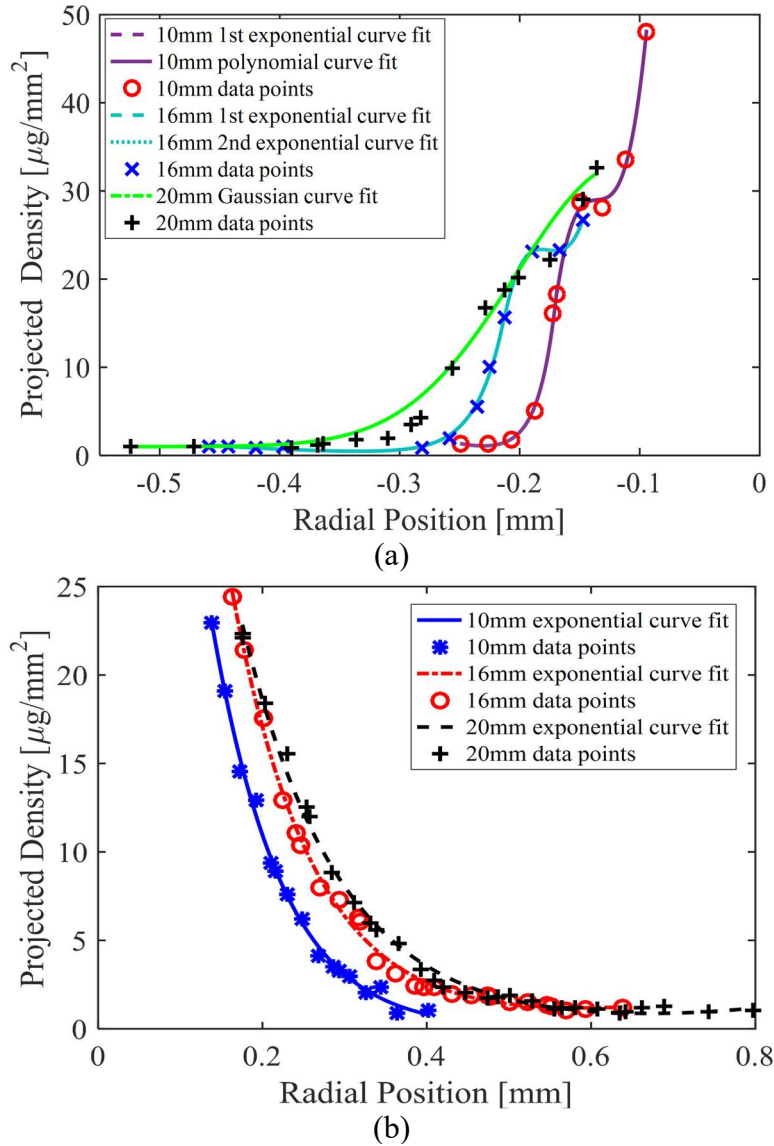 50
40
30
20
10
0
Projected Density [μg/mm²]
10mm 1st exponential curve fit
10mm polynomial curve fit
10mm data points
16mm 1st exponential curve fit
16mm 2nd exponential curve fit
16mm data points
20mm Gaussian curve fit
20mm data points
-0.5 -0.4 -0.3 -0.2 -0.1 0
Radial Position [mm]
(a)
25
20
15
10
5
0
Projected Density [μg/mm²]
10mm exponential curve fit
10mm data points
16mm exponential curve fit
16mm data points
20mm exponential curve fit
20mm data points
0 0.2 0.4 0.6 0.8
Radial Position [mm]
(b)